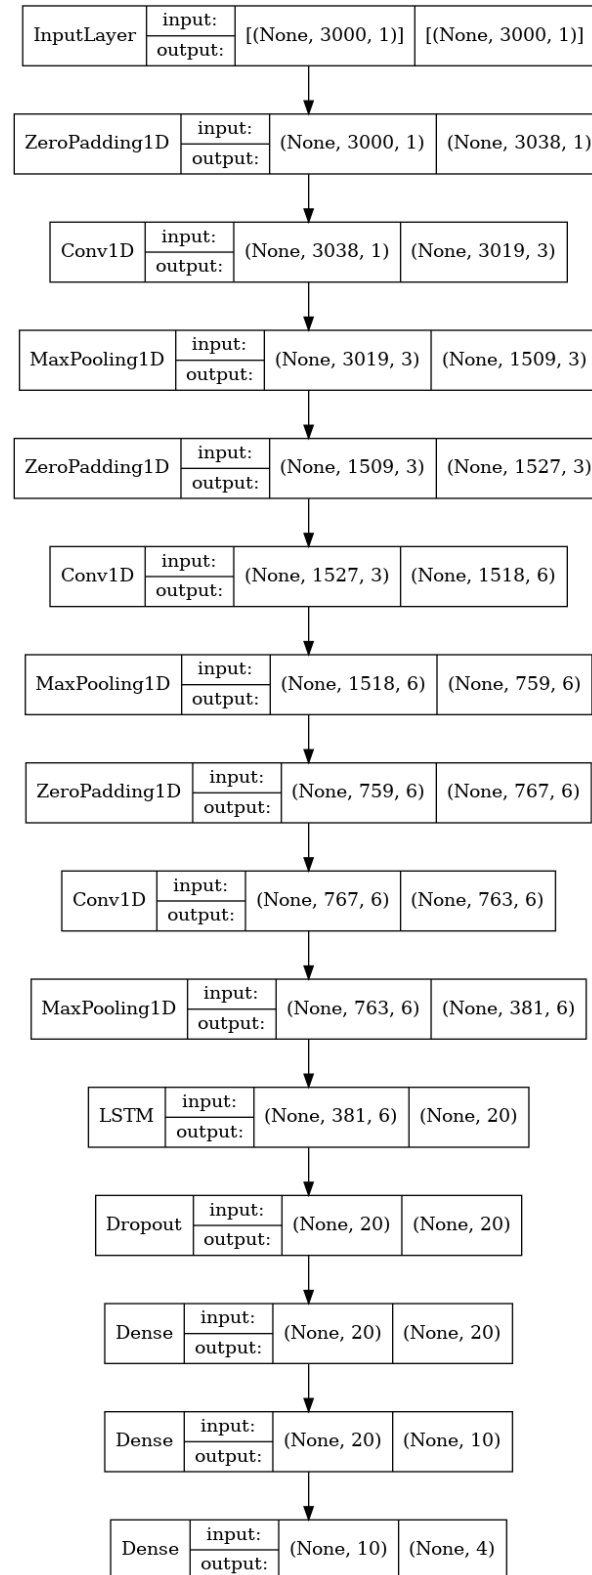 InputLayer input: output: [(None, 3000, 1)] [(None, 3000, 1)]
ZeroPadding1D input: output: (None, 3000, 1) (None, 3038, 1)
Conv1D input: output: (None, 3038, 1) (None, 3019, 3)
MaxPooling1D input: output: (None, 3019, 3) (None, 1509, 3)
ZeroPadding1D input: output: (None, 1509, 3) (None, 1527, 3)
Conv1D input: output: (None, 1527, 3) (None, 1518, 6)
MaxPooling1D input: output: (None, 1518, 6) (None, 759, 6)
ZeroPadding1D input: output: (None, 759, 6) (None, 767, 6)
Conv1D input: output: (None, 767, 6) (None, 763, 6)
MaxPooling1D input: output: (None, 763, 6) (None, 381, 6)
LSTM input: output: (None, 381, 6) (None, 20)
Dropout input: output: (None, 20) (None, 20)
Dense input: output: (None, 20) (None, 20)
Dense input: output: (None, 20) (None, 10)
Dense input: output: (None, 10) (None, 4)